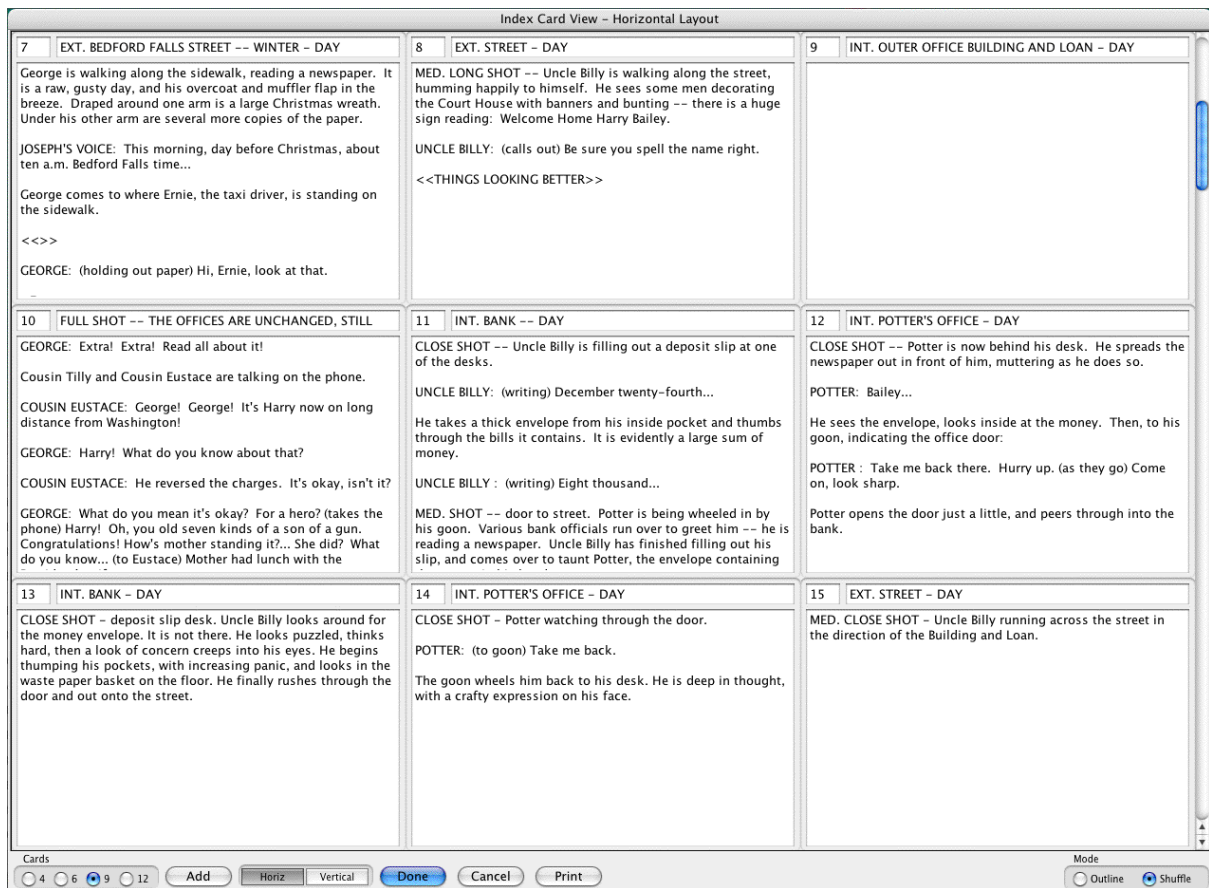 Index Card View – Horizontal Layout
7 EXT. BEDFORD FALLS STREET -- WINTER – DAY
George is walking along the sidewalk, reading a newspaper. It
is a raw, gusty day, and his overcoat and muffler flap in the
breeze. Draped around one arm is a large Christmas wreath.
Under his other arm are several more copies of the paper.
JOSEPH'S VOICE: This morning, day before Christmas, about
ten a.m. Bedford Falls time...
George comes to where Ernie, the taxi driver, is standing on
the sidewalk.
<<>>
GEORGE: (holding out paper) Hi, Ernie, look at that.
8 EXT. STREET – DAY
MED. LONG SHOT -- Uncle Billy is walking along the street,
humming happily to himself. He sees some men decorating
the Court House with banners and bunting -- there is a huge
sign reading: Welcome Home Harry Bailey.
UNCLE BILLY: (calls out) Be sure you spell the name right.
<<THINGS LOOKING BETTER>>
9 INT. OUTER OFFICE BUILDING AND LOAN – DAY
10 FULL SHOT -- THE OFFICES ARE UNCHANGED, STILL
GEORGE: Extra! Extra! Read all about it!
Cousin Tilly and Cousin Eustace are talking on the phone.
COUSIN EUSTACE: George! George! It's Harry now on long
distance from Washington!
GEORGE: Harry! What do you know about that?
COUSIN EUSTACE: He reversed the charges. It's okay, isn't it?
GEORGE: What do you mean it's okay? For a hero? (takes the
phone) Harry! Oh, you old seven kinds of a son of a gun.
Congratulations! How's mother standing it?... She did? What
do you know... (to Eustace) Mother had lunch with the
11 INT. BANK -- DAY
CLOSE SHOT -- Uncle Billy is filling out a deposit slip at one
of the desks.
UNCLE BILLY: (writing) December twenty-fourth...
He takes a thick envelope from his inside pocket and thumbs
through the bills it contains. It is evidently a large sum of
money.
UNCLE BILLY : (writing) Eight thousand...
MED. SHOT -- door to street. Potter is being wheeled in by
his goon. Various bank officials run over to greet him -- he is
reading a newspaper. Uncle Billy has finished filling out his
slip, and comes over to taunt Potter, the envelope containing
12 INT. POTTER'S OFFICE – DAY
CLOSE SHOT -- Potter is now behind his desk. He spreads the
newspaper out in front of him, muttering as he does so.
POTTER: Bailey...
He sees the envelope, looks inside at the money. Then, to his
goon, indicating the office door:
POTTER : Take me back there. Hurry up. (as they go) Come
on, look sharp.
Potter opens the door just a little, and peers through into the
bank.
13 INT. BANK – DAY
CLOSE SHOT – deposit slip desk. Uncle Billy looks around for
the money envelope. It is not there. He looks puzzled, thinks
hard, then a look of concern creeps into his eyes. He begins
thumping his pockets, with increasing panic, and looks in the
waste paper basket on the floor. He finally rushes through the
door and out onto the street.
14 INT. POTTER'S OFFICE – DAY
CLOSE SHOT – Potter watching through the door.
POTTER: (to goon) Take me back.
The goon wheels him back to his desk. He is deep in thought,
with a crafty expression on his face.
15 EXT. STREET – DAY
MED. CLOSE SHOT – Uncle Billy running across the street in
the direction of the Building and Loan.
Cards
4 6 9 12 Add Horiz Vertical Done Cancel Print
Mode
Outline Shuffle